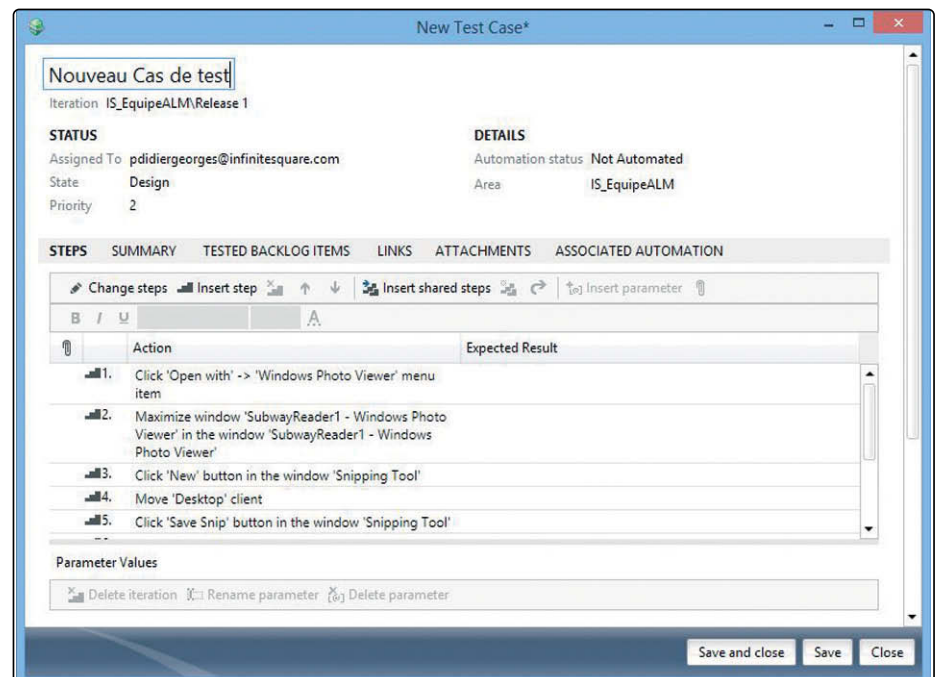 New Test Case*
Nouveau Cas de test
Iteration IS_EquipeALM\Release 1
STATUS
DETAILS
Assigned To pdidiergeorges@infinitesquare.com
Automation status Not Automated
State Design
Area IS_EquipeALM
Priority 2
STEPS SUMMARY TESTED BACKLOG ITEMS LINKS ATTACHMENTS ASSOCIATED AUTOMATION
Change steps Insert step Insert shared steps Insert parameter
B I U A
Action Expected Result
1. Click 'Open with' -> 'Windows Photo Viewer' menu
item
2. Maximize window 'SubwayReader1 - Windows Photo
Viewer' in the window 'SubwayReader1 - Windows
Photo Viewer'
3. Click 'New' button in the window 'Snipping Tool'
4. Move 'Desktop' client
5. Click 'Save Snip' button in the window 'Snipping Tool'
Parameter Values
Delete iteration Rename parameter Delete parameter
Save and close Save Close